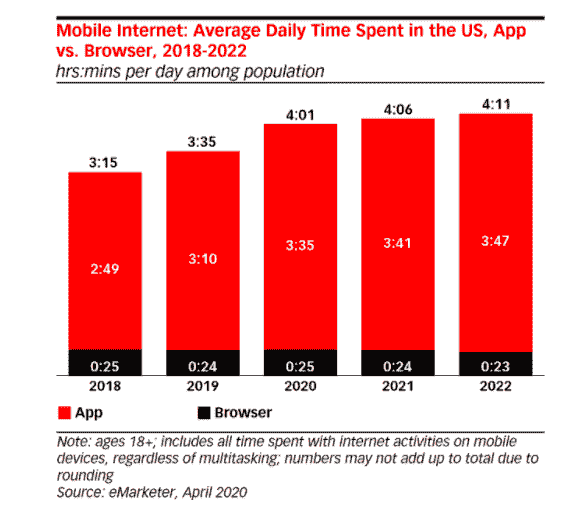 Mobile Internet: Average Daily Time Spent in the US, App
vs. Browser, 2018-2022
hrs:mins per day among population
3:15
3:35
4:01
4:06
4:11
2:49
3:10
3:35
3:41
3:47
0:25
0:24
0:25
0:24
0:23
2018
2019
2020
2021
2022
App
Browser
Note: ages 18+; includes all time spent with internet activities on mobile
devices, regardless of multitasking; numbers may not add up to total due to
rounding
Source: eMarketer, April 2020